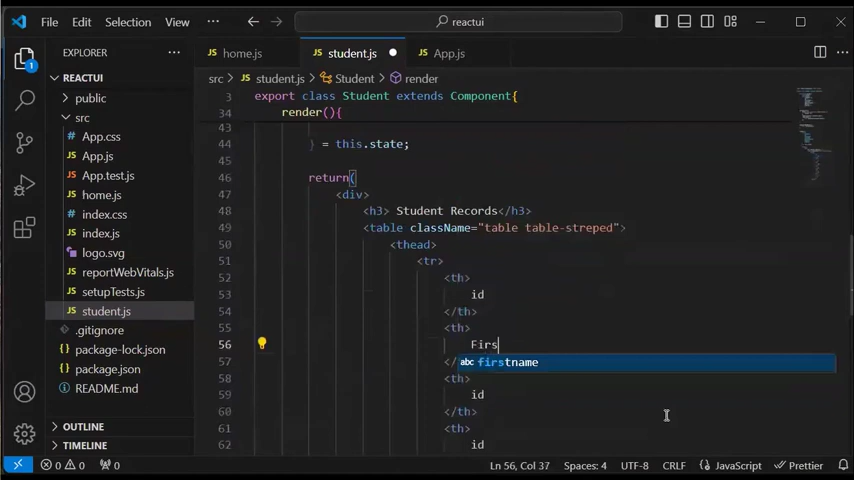 File Edit Selection View ··· reactui
EXPLORER ··· JS home.js JS student.js JS App.js ···
1
REACTUI src > JS student.js > Student > render
public 3 export class Student extends Component{
src 34 render(){
# App.css 43
JS App.js 44 } = this.state;
JS App.test.js 45
JS home.js 46 return(
# index.css 47 <div>
JS index.js 48 <h3> Student Records</h3>
logo.svg 49 <table className="table table-streped">
JS reportWebVitals.js 50 <thead>
JS setupTests.js 51 <tr>
JS student.js 52 <th>
.gitignore 53 id
{} package-lock.json 54 </th>
{} package.json 55 <th>
README.md 56 Firs
abc firstname
57 </
58 <th>
59 id
60 </th>
OUTLINE 61 <th>
TIMELINE 62 id
0 0 0 Ln 56, Col 37 Spaces: 4 UTF-8 CRLF {} JavaScript Prettier